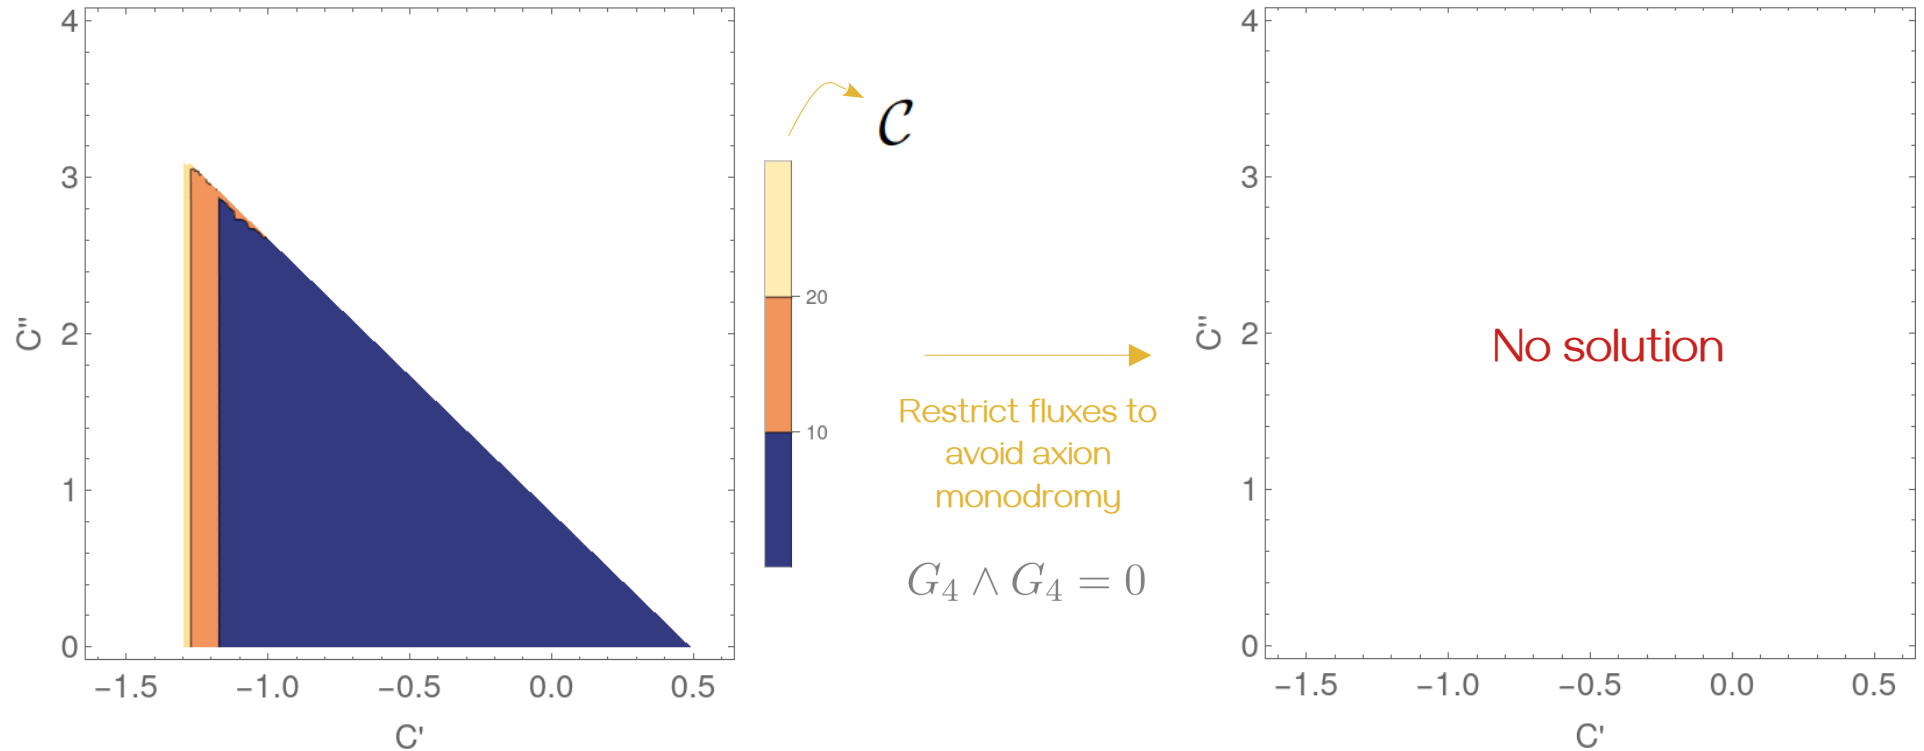 4
3
2
1
0
C''
−1.5 −1.0 −0.5 0.0 0.5
C'
𝒞
20
10
Restrict fluxes to
avoid axion
monodromy
G₄ ∧ G₄ = 0
4
3
2
1
0
C''
No solution
−1.5 −1.0 −0.5 0.0 0.5
C'